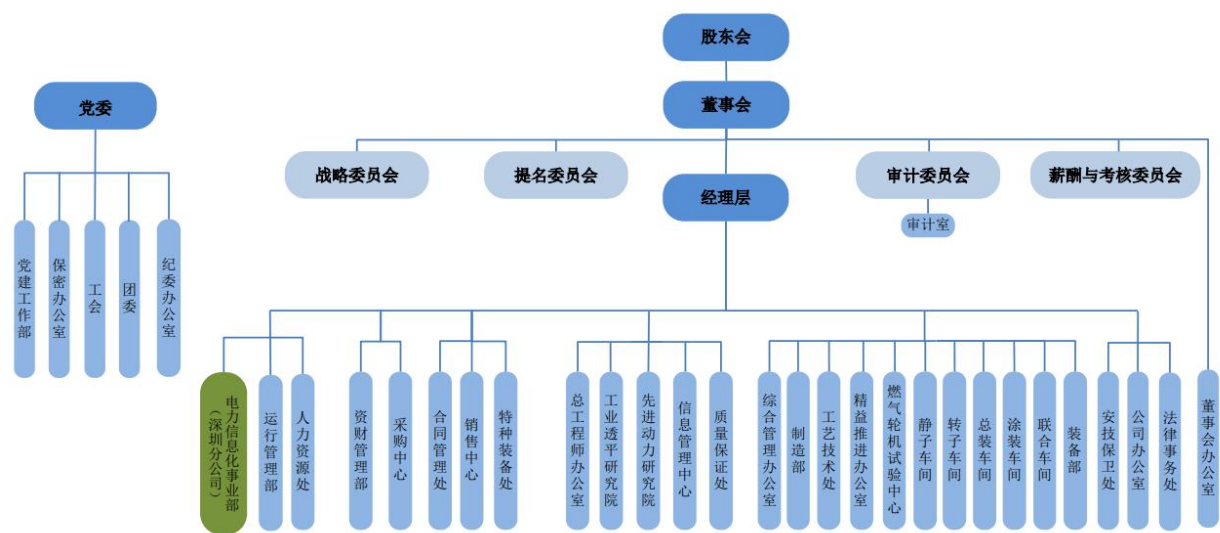 股东会
党委
董事会
战略委员会
提名委员会
经理层
审计委员会
薪酬与考核委员会
审计室
党建工作部
保密办公室
工会
团委
纪委办公室
电力信息化事业部
(深圳分公司)
运行管理部
人力资源处
资财管理部
采购中心
合同管理处
销售中心
特种装备处
总工程师办公室
工业透平研究院
先进动力研究院
信息管理中心
质量保证处
综合管理办公室
制造部
工艺技术处
精益推进办公室
燃气轮机试验中心
静子车间
转子车间
总装车间
涂装车间
联合车间
装备部
安技保卫处
公司办公室
法律事务处
董事会办公室